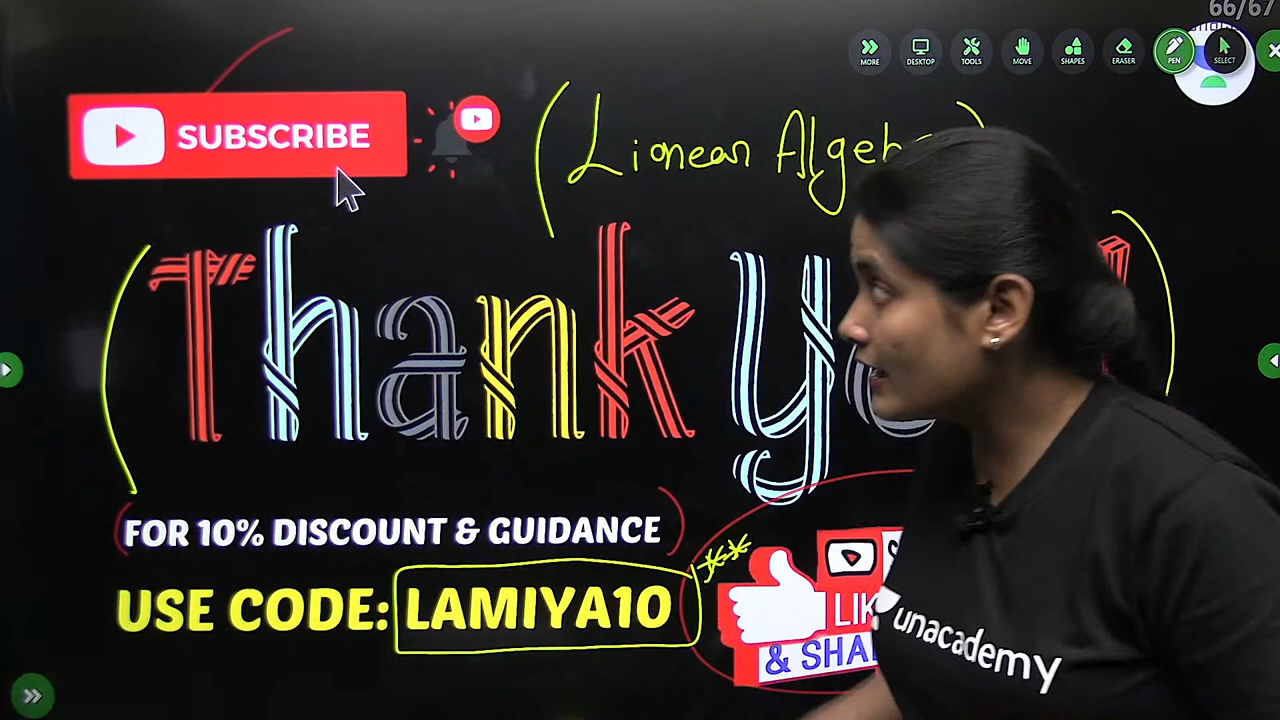 66/67
MORE DESKTOP TOOLS MOVE SHAPES ERASER PEN SELECT
SUBSCRIBE
(Lionear Algeb
Thank yo
FOR 10% DISCOUNT & GUIDANCE
USE CODE: LAMIYA10
LIK
& SHA
unacademy